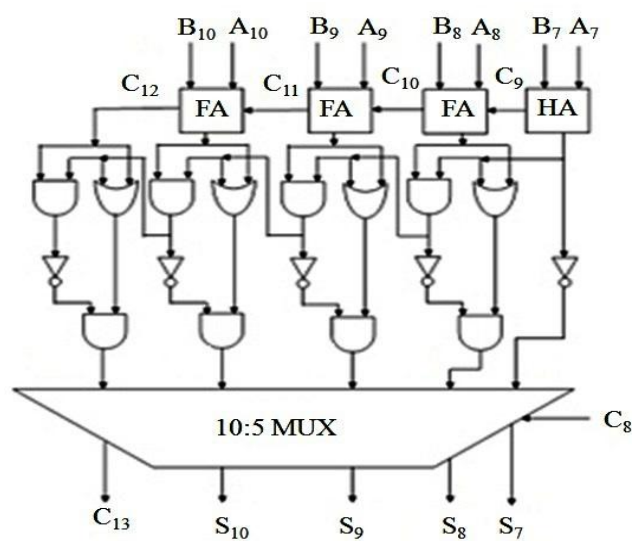 B₁₀ A₁₀ B₉ A₉ B₈ A₈ B₇ A₇
C₁₂ C₁₁ C₁₀ C₉
FA FA FA HA
10:5 MUX
C₈
C₁₃ S₁₀ S₉ S₈ S₇